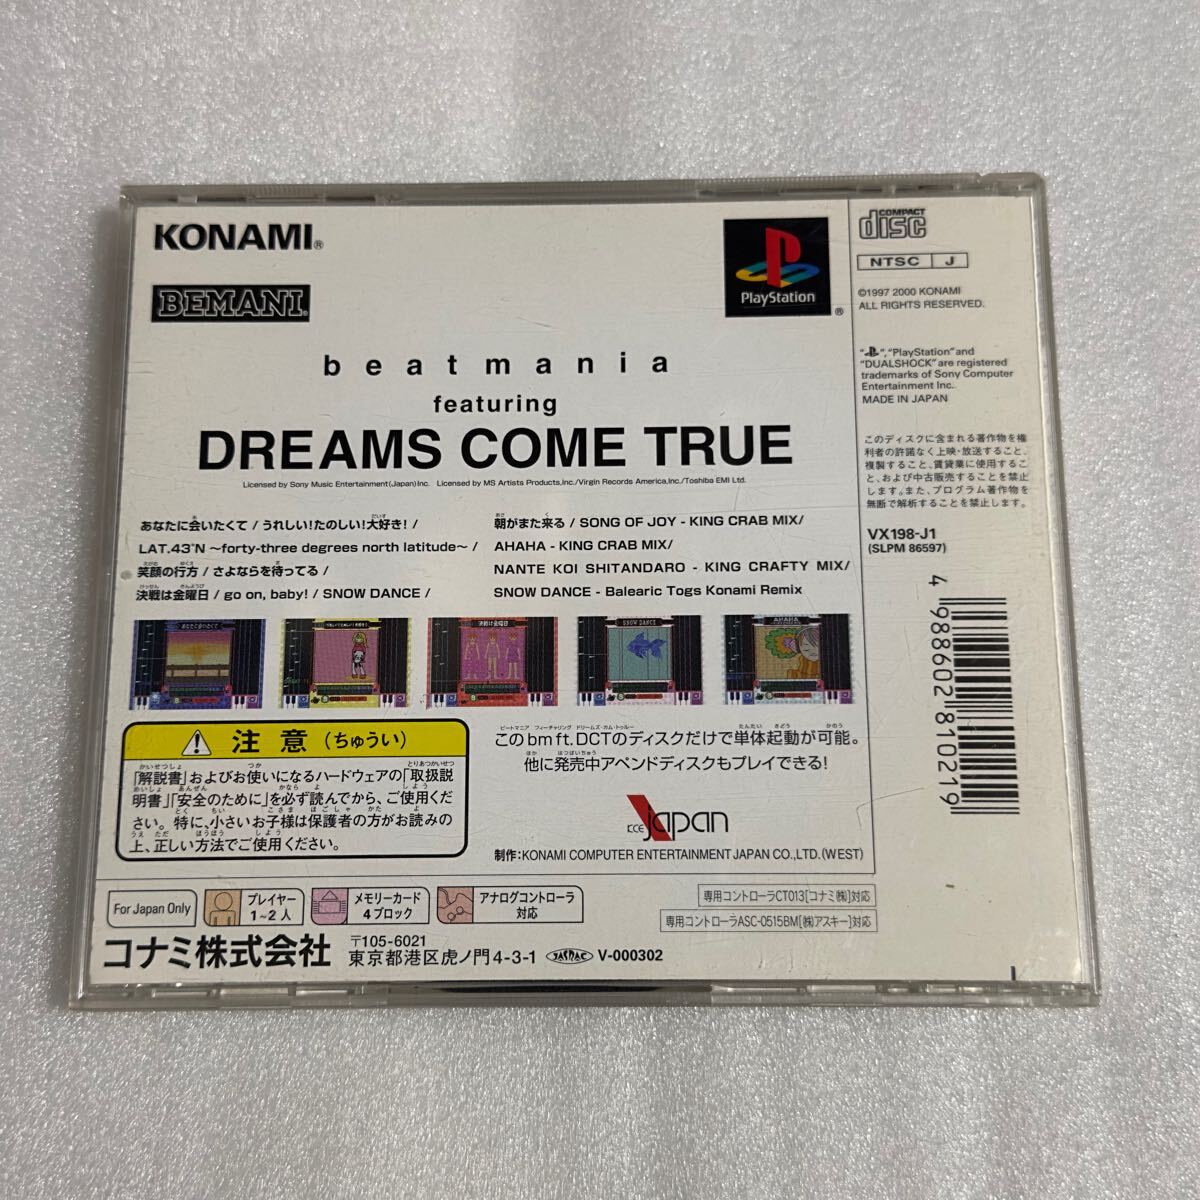 KONAMI®
BEMANI
PlayStation®
beatmania
featuring
DREAMS COME TRUE
Licensed by Sony Music Entertainment(Japan)Inc. Licensed by MS Artists Products,Inc./Virgin Records America,Inc./Toshiba EMI Ltd.
あなたに会いたくて / うれしい!たのしい!大好き! /
LAT.43°N ～forty-three degrees north latitude～ /
笑顔の行方 / さよならを待ってる /
決戦は金曜日 / go on, baby! / SNOW DANCE /
朝がまた来る / SONG OF JOY - KING CRAB MIX/
AHAHA - KING CRAB MIX/
NANTE KOI SHITANDARO - KING CRAFTY MIX/
SNOW DANCE - Balearic Togs Konami Remix
あなたに会いたくて
決戦は金曜日
SNOW DANCE
AHAHA
注意(ちゅうい)
「解説書」およびお使いになるハードウェアの「取扱説
明書」「安全のために」を必ず読んでから、ご使用くだ
さい。特に、小さいお子様は保護者の方がお読みの
上、正しい方法でご使用ください。
このbmft.DCTのディスクだけで単体起動が可能。
他に発売中アペンドディスクもプレイできる!
KCE Japan
制作:KONAMI COMPUTER ENTERTAINMENT JAPAN CO.,LTD.(WEST)
For Japan Only
プレイヤー
1~2人
メモリーカード
4ブロック
アナログコントローラ
対応
専用コントローラCT013[コナミ㈱]対応
専用コントローラASC-0515BM[㈱アスキー]対応
コナミ株式会社
〒105-6021
東京都港区虎ノ門4-3-1
JASRAC V-000302
COMPACT
disc
NTSC J
©1997 2000 KONAMI
ALL RIGHTS RESERVED.
“ ”, “PlayStation” and
“DUALSHOCK” are registered
trademarks of Sony Computer
Entertainment Inc.
MADE IN JAPAN
このディスクに含まれる著作物を権
利者の許諾なく上映・放送すること、
複製すること、賃貸業に使用するこ
と、および中古販売することを禁止
します。また、プログラム著作物を
無断で解析することを禁止します。
VX198-J1
(SLPM 86597)
4 988602 810219